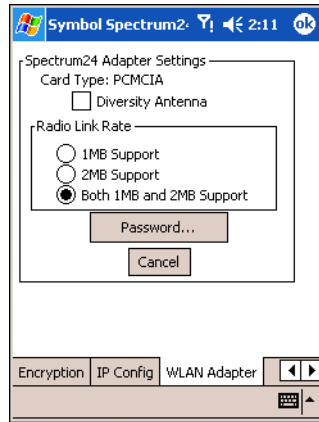 Symbol Spectrum24 2:11 ok
Spectrum24 Adapter Settings
Card Type: PCMCIA
Diversity Antenna
Radio Link Rate
1MB Support
2MB Support
Both 1MB and 2MB Support
Password...
Cancel
Encryption IP Config WLAN Adapter